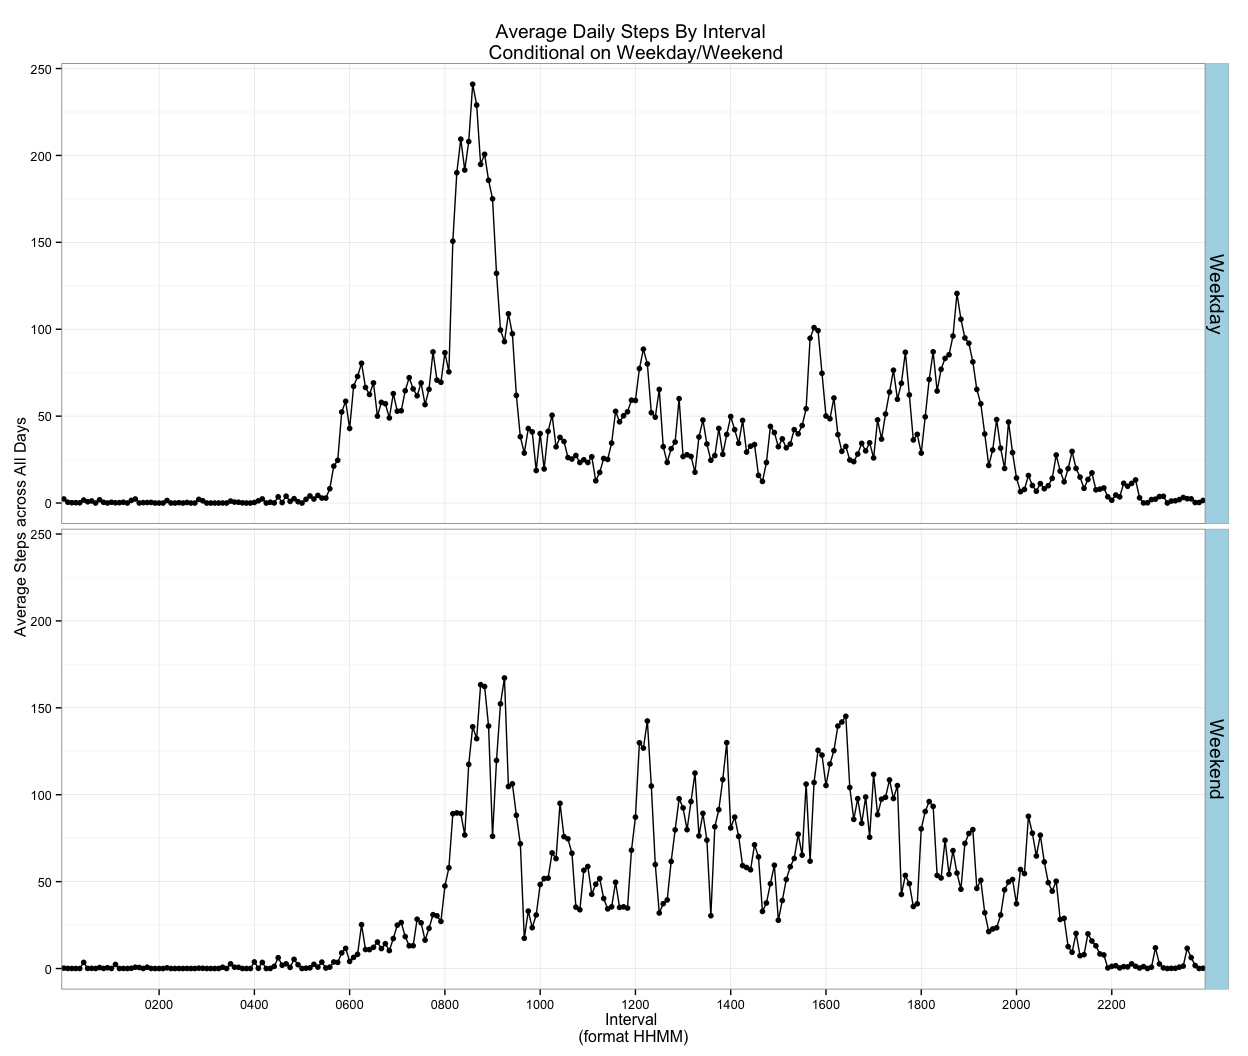 Average Daily Steps By Interval
Conditional on Weekday/Weekend
Average Steps across All Days
250
200
150
100
50
0
Weekday
250
200
150
100
50
0
Weekend
0200 0400 0600 0800 1000 1200 1400 1600 1800 2000 2200
Interval
(format HHMM)